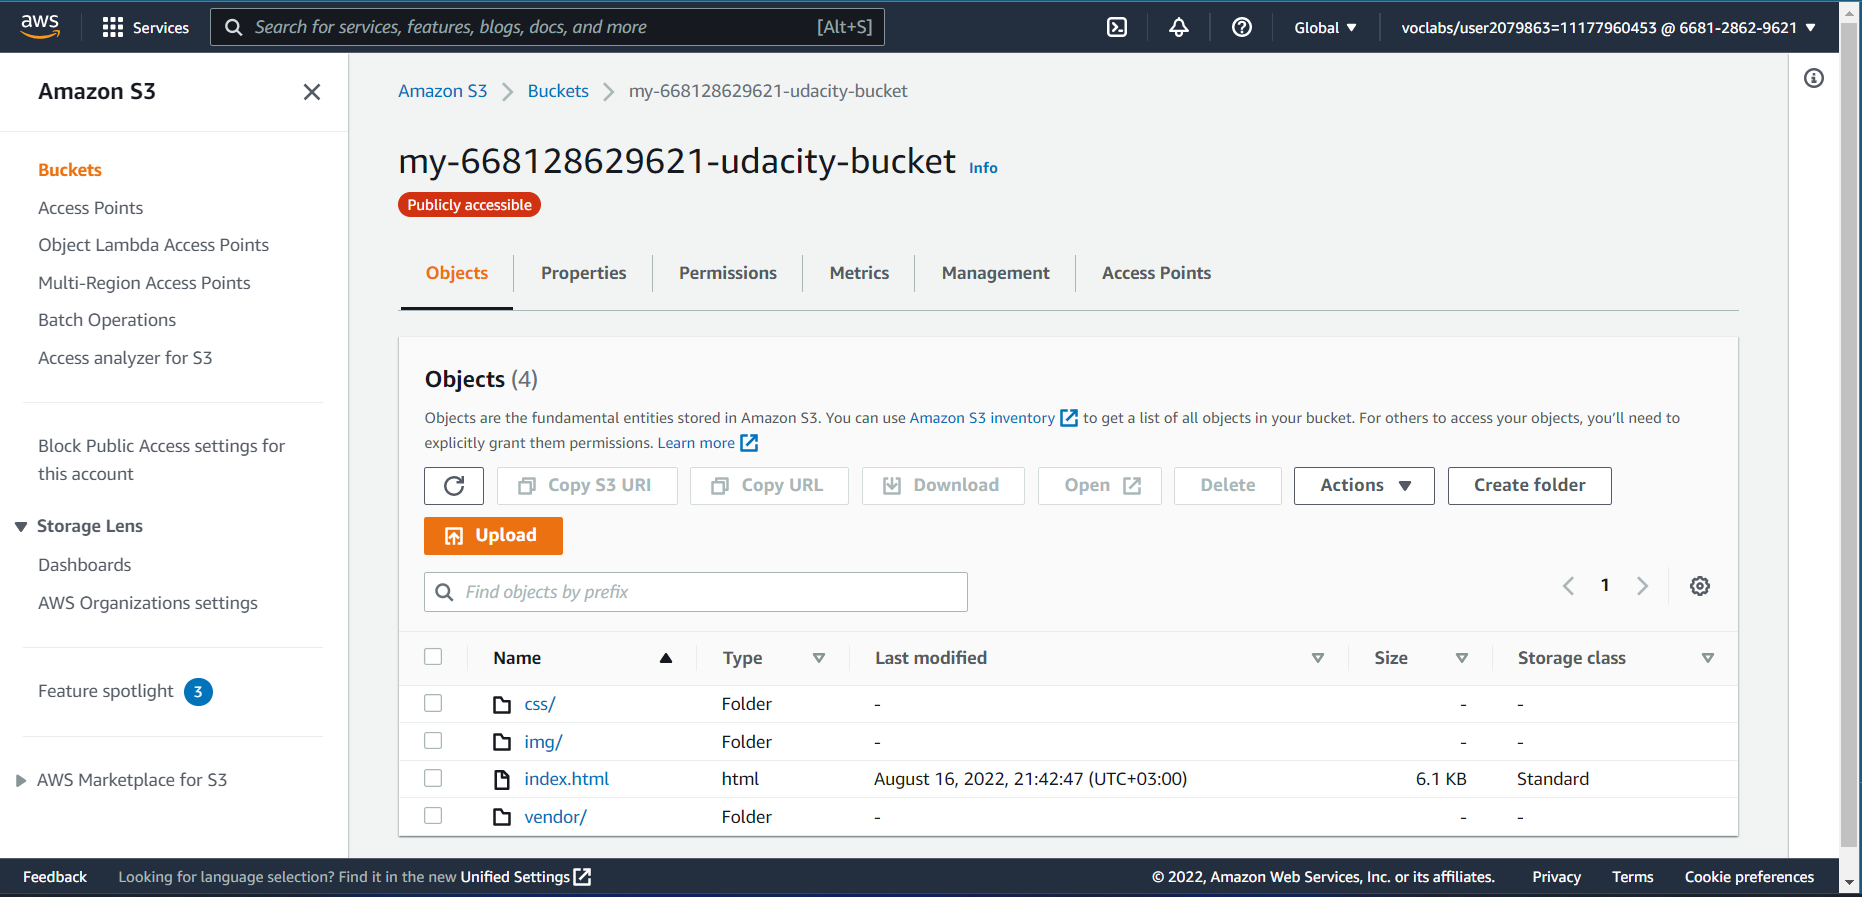 aws
Services
Search for services, features, blogs, docs, and more [Alt+S]
Global
voclabs/user2079863=11177960453 @ 6681-2862-9621
Amazon S3
Buckets
Access Points
Object Lambda Access Points
Multi-Region Access Points
Batch Operations
Access analyzer for S3
Block Public Access settings for
this account
Storage Lens
Dashboards
AWS Organizations settings
Feature spotlight 3
AWS Marketplace for S3
Amazon S3 Buckets my-668128629621-udacity-bucket
my-668128629621-udacity-bucket Info
Publicly accessible
Objects Properties Permissions Metrics Management Access Points
Objects (4)
Objects are the fundamental entities stored in Amazon S3. You can use Amazon S3 inventory to get a list of all objects in your bucket. For others to access your objects, you'll need to
explicitly grant them permissions. Learn more
Copy S3 URI Copy URL Download Open Delete Actions Create folder
Upload
Find objects by prefix
1
Name Type Last modified Size Storage class
css/ Folder - - -
img/ Folder - - -
index.html html August 16, 2022, 21:42:47 (UTC+03:00) 6.1 KB Standard
vendor/ Folder - - -
Feedback Looking for language selection? Find it in the new Unified Settings © 2022, Amazon Web Services, Inc. or its affiliates. Privacy Terms Cookie preferences